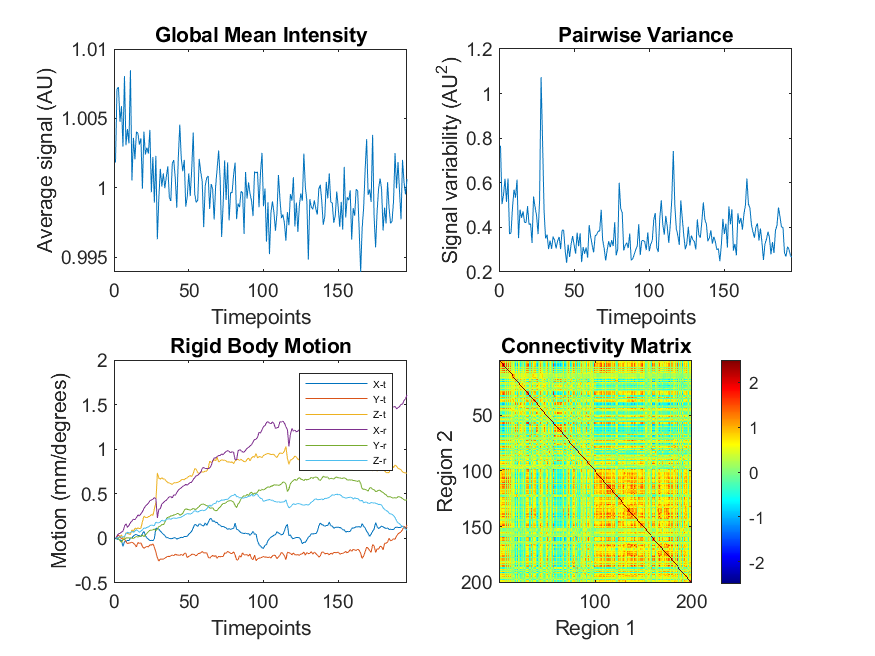 Global Mean Intensity
Average signal (AU)
1.01
1.005
1
0.995
0
50
100
150
Timepoints
Pairwise Variance
Signal variability (AU²)
1.2
1
0.8
0.6
0.4
0.2
0
50
100
150
Timepoints
Rigid Body Motion
Motion (mm/degrees)
2
1.5
1
0.5
0
-0.5
0
50
100
150
Timepoints
X-t
Y-t
Z-t
X-r
Y-r
Z-r
Connectivity Matrix
Region 2
50
100
150
200
100
200
Region 1
2
1
0
-1
-2